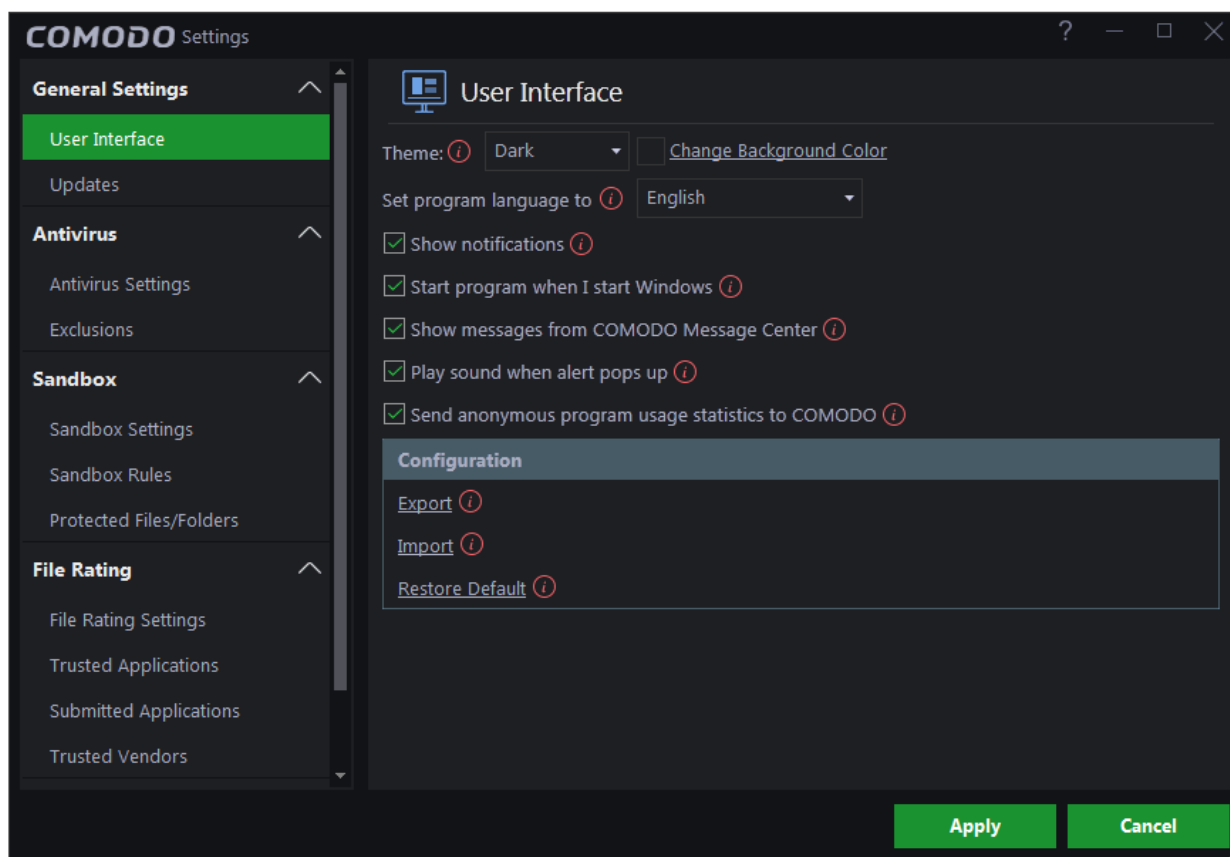 COMODO Settings
?
General Settings
User Interface
Updates
Antivirus
Antivirus Settings
Exclusions
Sandbox
Sandbox Settings
Sandbox Rules
Protected Files/Folders
File Rating
File Rating Settings
Trusted Applications
Submitted Applications
Trusted Vendors
User Interface
Theme: i Dark Change Background Color
Set program language to i English
Show notifications i
Start program when I start Windows i
Show messages from COMODO Message Center i
Play sound when alert pops up i
Send anonymous program usage statistics to COMODO i
Configuration
Export i
Import i
Restore Default i
Apply Cancel